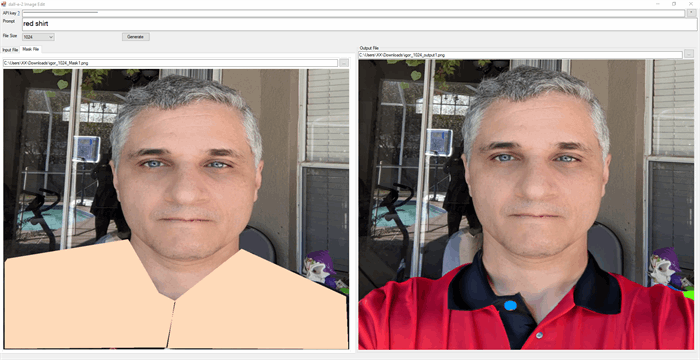 dall-e-2 Image Edit
API key 2
Prompt
red shirt
File Size
1024
Generate
Input File
Mask File
Output File
C:\Users\XX\Downloads\Igor_1024_Mask1.png
...
C:\Users\XX\Downloads\Igor_1024_output1.png
...